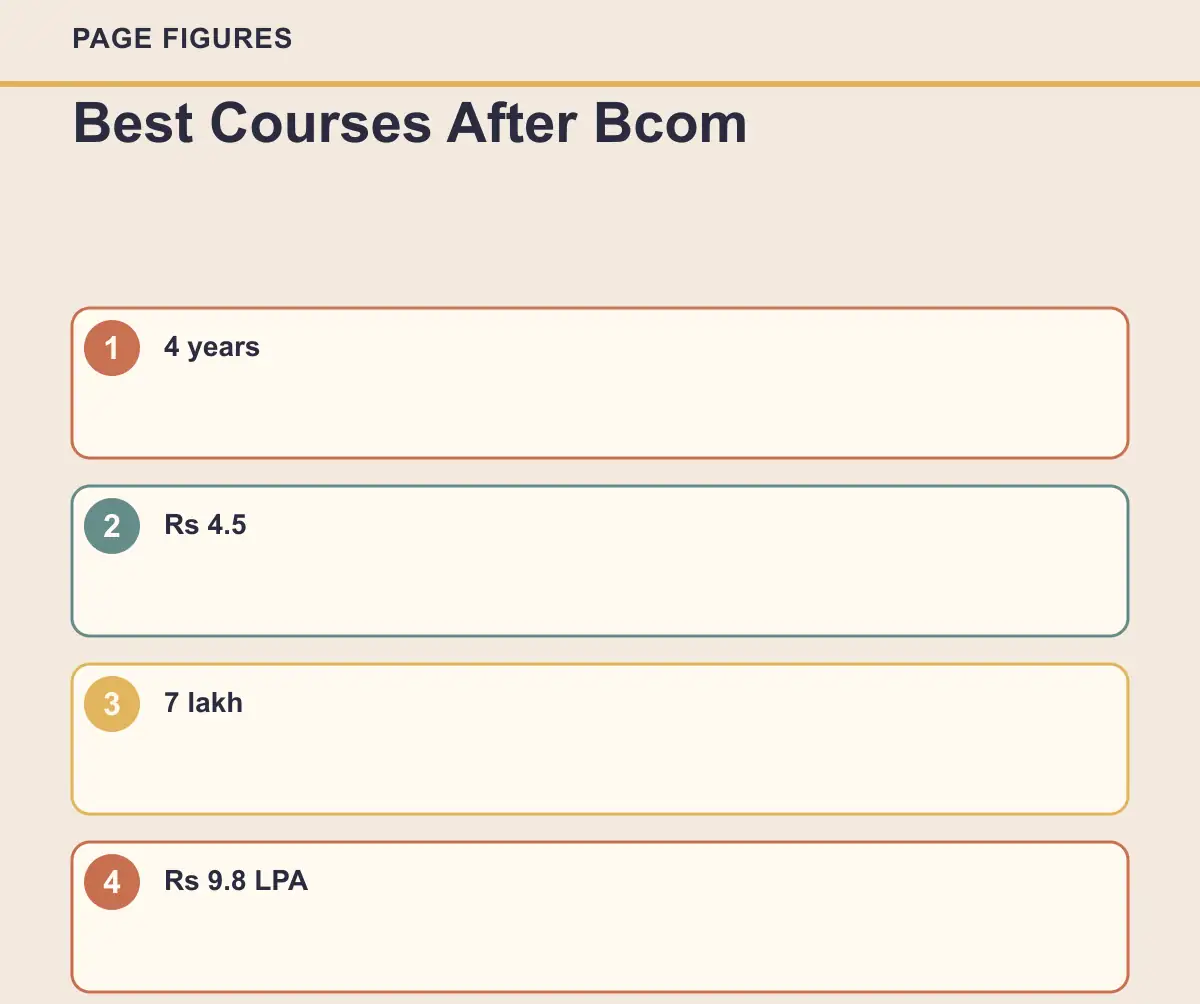 PAGE FIGURES
Best Courses After Bcom
1 4 years
2 Rs 4.5
3 7 lakh
4 Rs 9.8 LPA